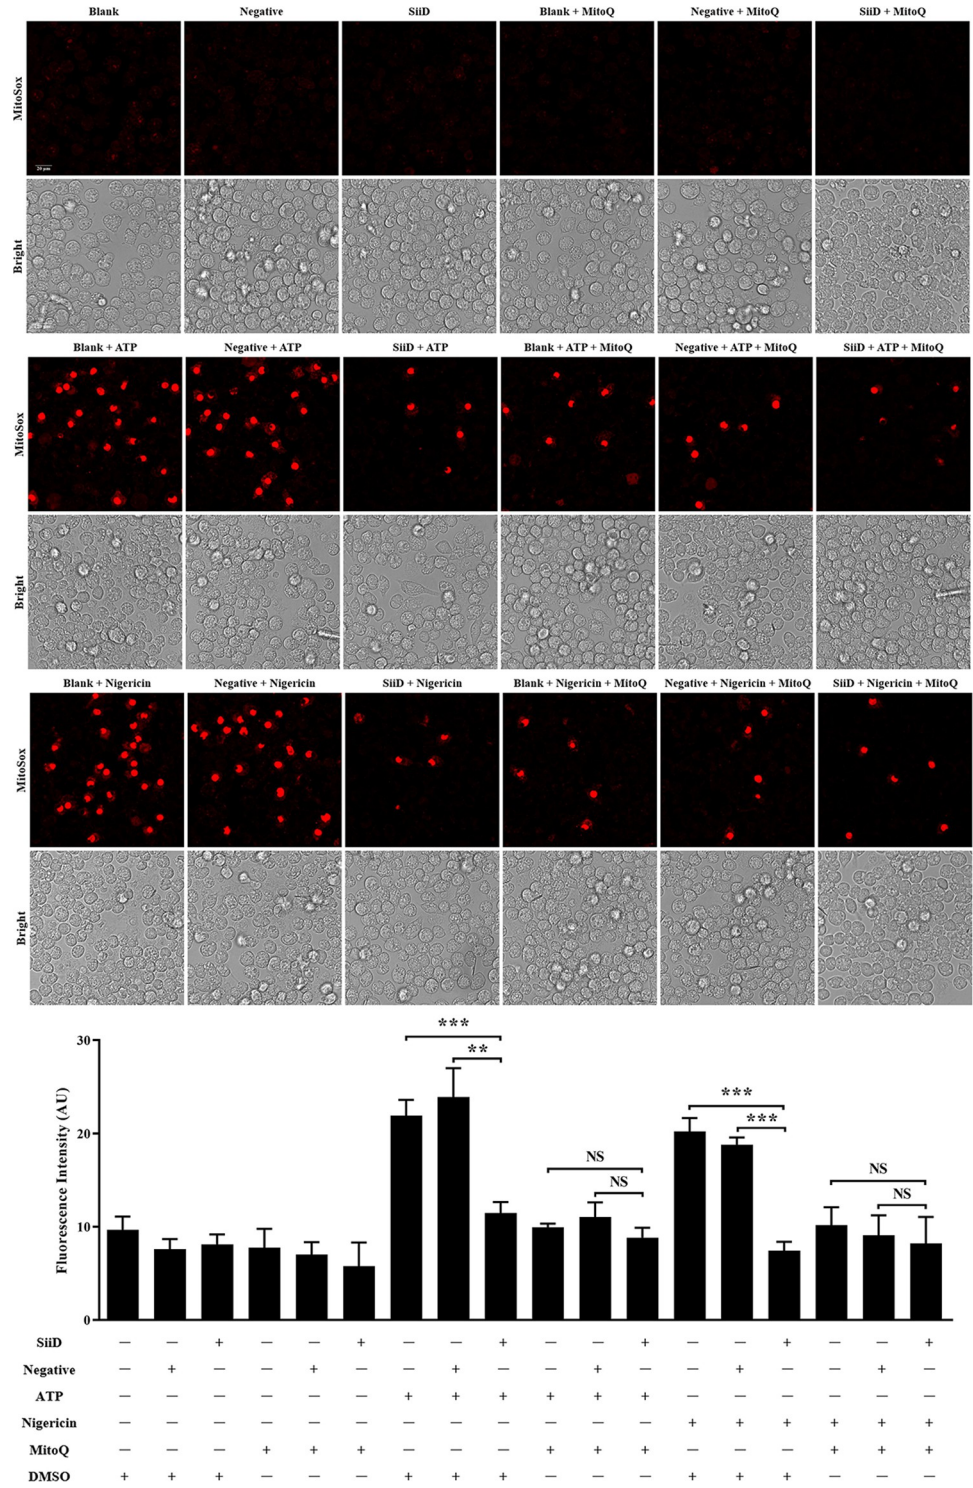 Blank Negative SiiD Blank + MitoQ Negative + MitoQ SiiD + MitoQ
MitoSox
20 μm
Bright
Blank + ATP Negative + ATP SiiD + ATP Blank + ATP + MitoQ Negative + ATP + MitoQ SiiD + ATP + MitoQ
MitoSox
Bright
Blank + Nigericin Negative + Nigericin SiiD + Nigericin Blank + Nigericin + MitoQ Negative + Nigericin + MitoQ SiiD + Nigericin + MitoQ
MitoSox
Bright
Fluorescence Intensity (AU)
30
20
10
0
***
**
NS
NS
***
***
NS
NS
SiiD — — + — — + — — + — — + — — + — — +
Negative — + — — + — — + — — + — — + — — + —
ATP — — — — — — + + + + + + — — — — — —
Nigericin — — — — — — — — — — — — + + + + + +
MitoQ — — — + + + — — — + + + — — — + + +
DMSO + + + — — — + + + — — — + + + — — —